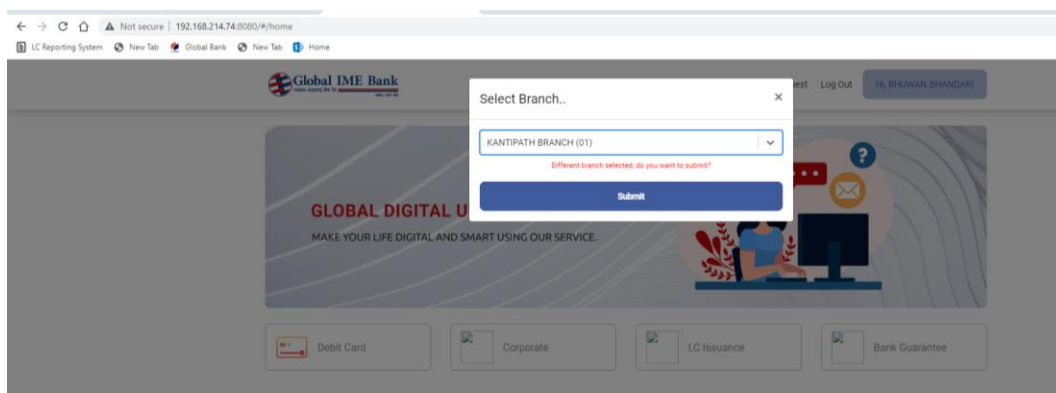 Not secure | 192.168.214.74:8080/#/home
LC Reporting System New Tab Global Bank New Tab Home
Global IME Bank
Log Out HI, BHUWAN BHANDARI
Select Branch.. ×
KANTIPATH BRANCH (01)
Different branch selected, do you want to submit?
Submit
GLOBAL DIGITAL U
MAKE YOUR LIFE DIGITAL AND SMART USING OUR SERVICE.
Debit Card Corporate LC Issuance Bank Guarantee